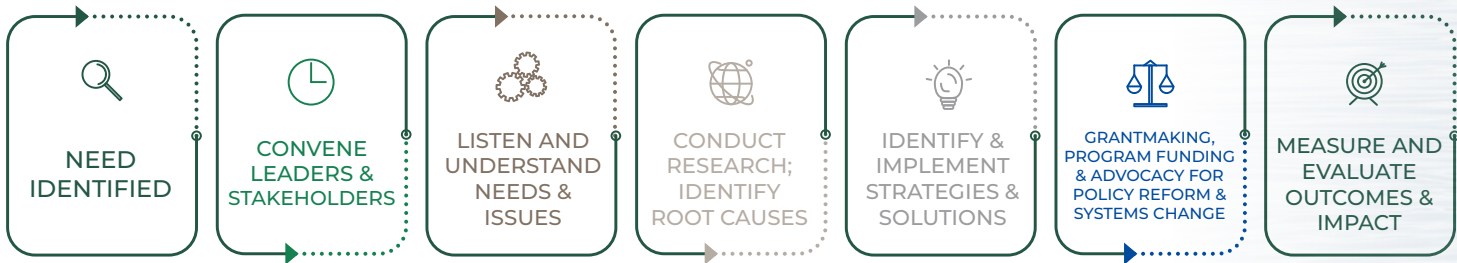 NEED
IDENTIFIED
CONVENE
LEADERS &
STAKEHOLDERS
LISTEN AND
UNDERSTAND
NEEDS &
ISSUES
CONDUCT
RESEARCH;
IDENTIFY
ROOT CAUSES
IDENTIFY &
IMPLEMENT
STRATEGIES &
SOLUTIONS
GRANTMAKING,
PROGRAM FUNDING
& ADVOCACY FOR
POLICY REFORM &
SYSTEMS CHANGE
MEASURE AND
EVALUATE
OUTCOMES &
IMPACT